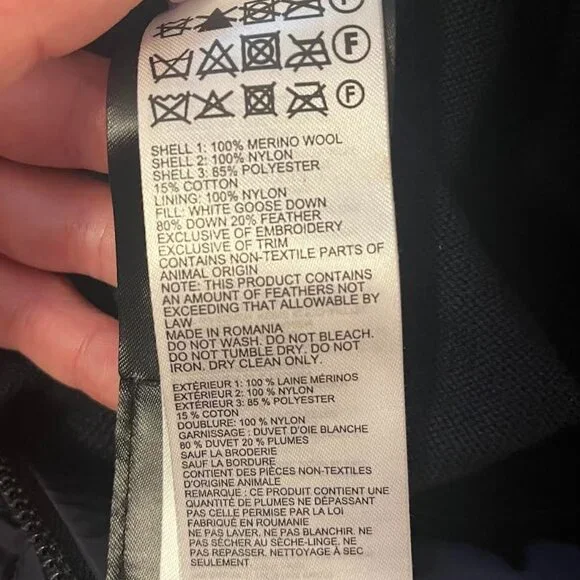 F
F
F
SHELL 1: 100% MERINO WOOL
SHELL 2: 100% NYLON
SHELL 3: 85% POLYESTER
15% COTTON
LINING: 100% NYLON
FILL: WHITE GOOSE DOWN
80% DOWN 20% FEATHER
EXCLUSIVE OF EMBROIDERY
EXCLUSIVE OF TRIM
CONTAINS NON-TEXTILE PARTS OF
ANIMAL ORIGIN
NOTE: THIS PRODUCT CONTAINS
AN AMOUNT OF FEATHERS NOT
EXCEEDING THAT ALLOWABLE BY
LAW
MADE IN ROMANIA
DO NOT WASH. DO NOT BLEACH.
DO NOT TUMBLE DRY. DO NOT
IRON. DRY CLEAN ONLY.
EXTÉRIEUR 1: 100 % LAINE MÉRINOS
EXTÉRIEUR 2: 100% NYLON
EXTÉRIEUR 3: 85 % POLYESTER
15 % COTON
DOUBLURE: 100 % NYLON
GARNISSAGE : DUVET D'OIE BLANCHE
80 % DUVET 20 % PLUMES
SAUF LA BRODERIE
SAUF LA BORDURE
CONTIENT DES PIÈCES NON-TEXTILES
D'ORIGINE ANIMALE
REMARQUE : CE PRODUIT CONTIENT UNE
QUANTITÉ DE PLUMES NE DÉPASSANT
PAS CELLE PERMISE PAR LA LOI
FABRIQUÉ EN ROUMANIE
NE PAS LAVER. NE PAS BLANCHIR. NE
PAS SÉCHER AU SÈCHE-LINGE. NE
PAS REPASSER. NETTOYAGE À SEC
SEULEMENT.